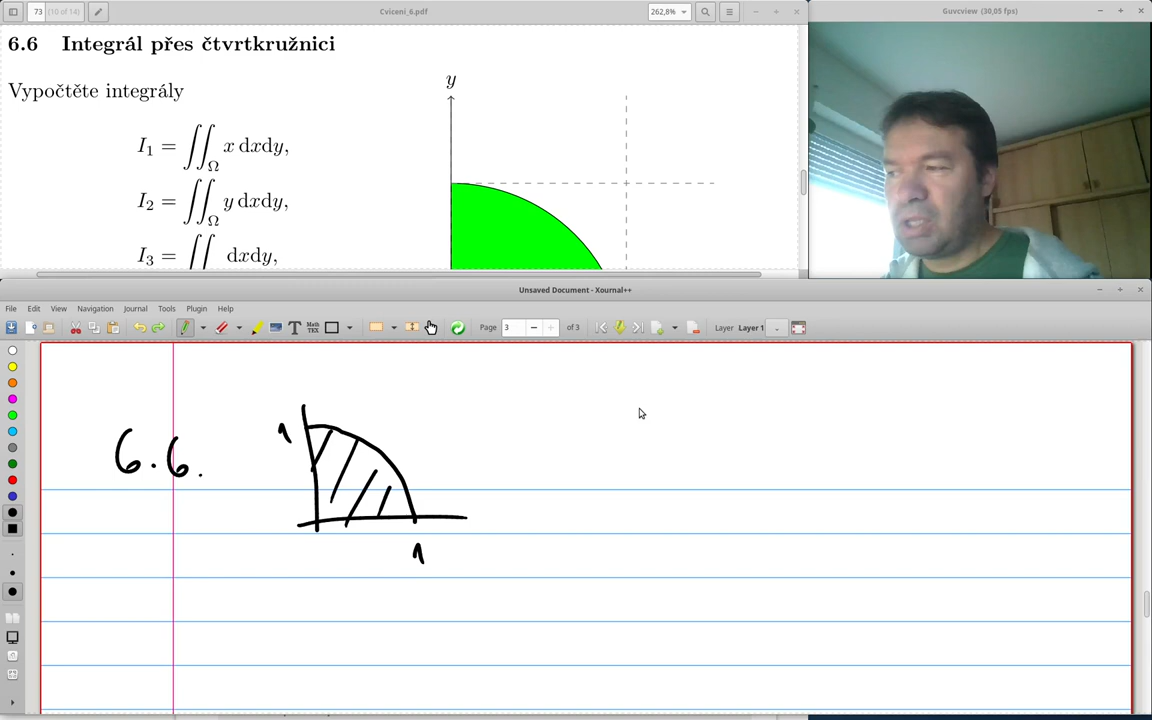 73 (10 of 14) Cviceni_6.pdf 262,8%
Guvcview (30,05 fps)
6.6 Integrál přes čtvrtkružnici
Vypočtěte integrály
I₁ = ∬_Ω x dxdy,
I₂ = ∬_Ω y dxdy,
I₃ = ∬ dxdy,
y
Unsaved Document - Xournal++
File Edit View Navigation Journal Tools Plugin Help
T Math TEX Page 3 of 3 Layer Layer 1
6.6.
1
1